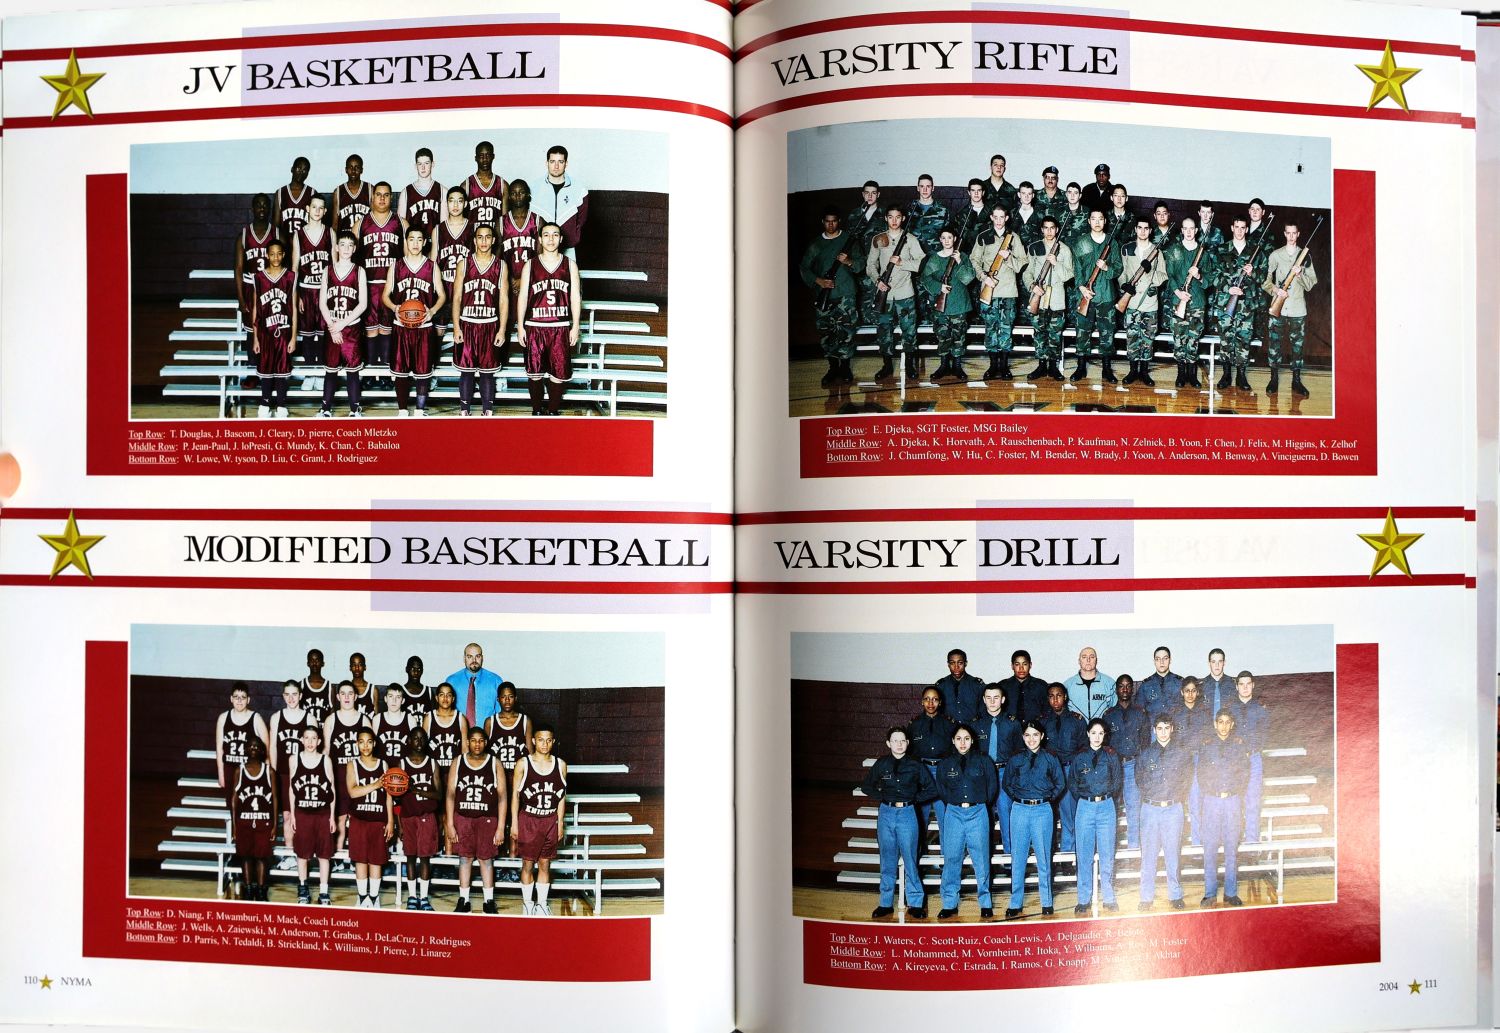 JV BASKETBALL
Top Row: T. Douglas, J. Bascom, J. Cleary, D. pierre, Coach Mletzko
Middle Row: P. Jean-Paul, J. loPresti, G. Mundy, K. Chan, C. Babaloa
Bottom Row: W. Lowe, W. tyson, D. Liu, C. Grant, J. Rodriguez
MODIFIED BASKETBALL
Top Row: D. Niang, F. Mwamburi, M. Mack, Coach Londot
Middle Row: J. Wells, A. Zaiewski, M. Anderson, T. Grabus, J. DeLaCruz, J. Rodrigues
Bottom Row: D. Parris, N. Tedaldi, B. Strickland, K. Williams, J. Pierre, J. Linarez
110 NYMA
VARSITY RIFLE
Top Row: E. Djeka, SGT Foster, MSG Bailey
Middle Row: A. Djeka, K. Horvath, A. Rauschenbach, P. Kaufman, N. Zelnick, B. Yoon, F. Chen, J. Felix, M. Higgins, K. Zelhof
Bottom Row: J. Chumfong, W. Hu, C. Foster, M. Bender, W. Brady, J. Yoon, A. Anderson, M. Benway, A. Vinciguerra, D. Bowen
VARSITY DRILL
ARMY
Top Row: J. Waters, C. Scott-Ruiz, Coach Lewis, A. Delgaudio, R.
Middle Row: L. Mohammed, M. Vornheim, R. Itoka, Y. Williams, A. Roy, M. Foster
Bottom Row: A. Kireyeva, C. Estrada, I. Ramos, G. Knapp, M. J. Akhtar
2004 111